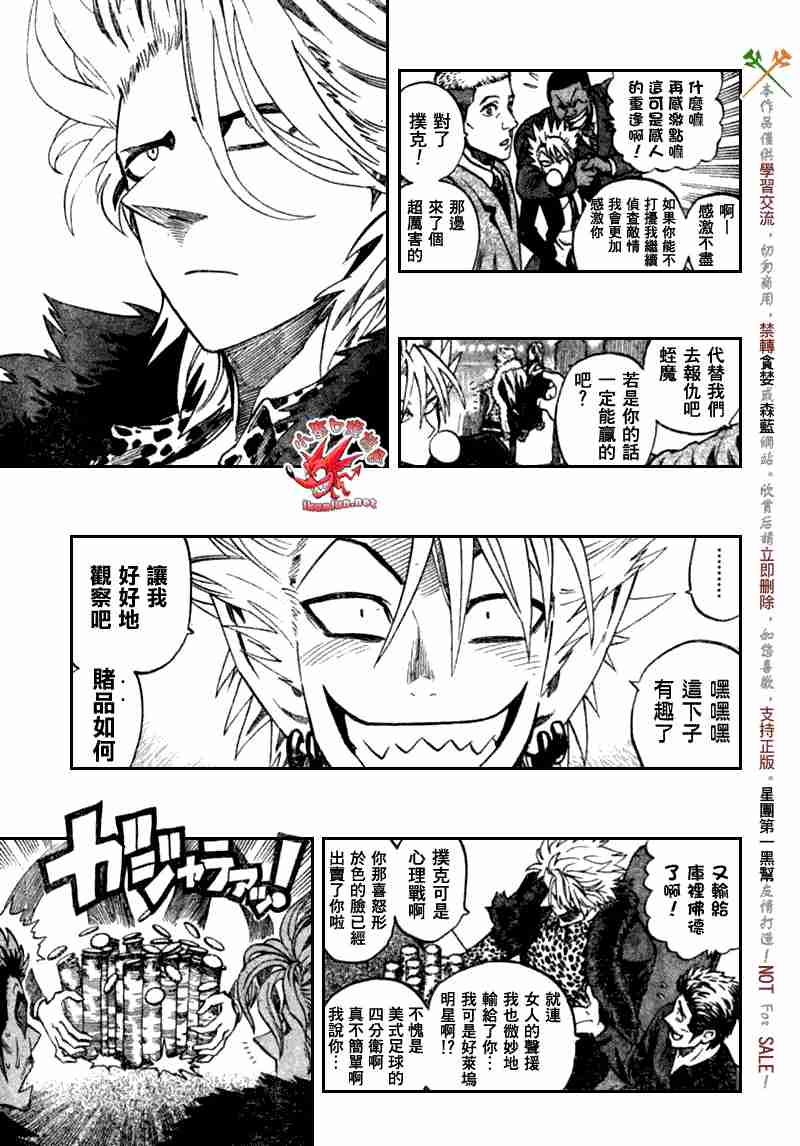 什麼嘛
再感激點嘛
這可是感人
的重逢啊！
啊─
感激不盡
如果你能不
打擾我繼續
偵查敵情
我會更加
感激你
對了
撲克！
那邊
來了個
超厲害的
代替我們
去報仇吧
蛭魔
若是你的話
一定能贏的
吧？
………
嘿嘿嘿
這下子
有趣了
讓我
好好地
觀察吧
賭品如何
又輸給
庫裡佛德
了啊！
就連
女人的聲援
我也微妙地
輸給了你…
我可是好萊塢
明星啊!?
撲克可是
心理戰啊
你那喜怒形
於色的臉已經
出賣了你啦
不愧是
美式足球的
四分衛啊
真不簡單啊
我說你…
ガジャラァッ!
小麥口袋論壇
ikanlun.net
本作品僅供學習交流，切勿商用，禁轉貪婪或森藍網站。欣賞后請立即刪除，如您喜歡，支持正版。星團第一黑幫友情打造！NOT For SALE！